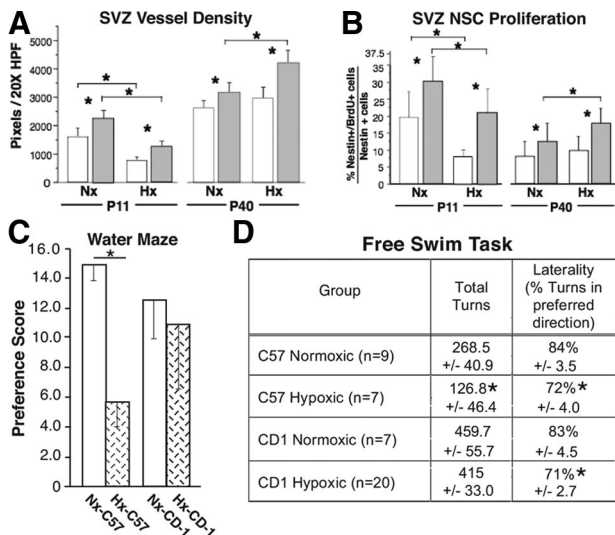 A
SVZ Vessel Density
Pixels / 20X HPF
5000
4000
3000
2000
1000
0
*
*
*
*
*
*
*
Nx
Hx
Nx
Hx
P11
P40
B
SVZ NSC Proliferation
% Nestin+/BrdU+ cells
Nestin + cells
37.5
35
30
25
20
15
10
5
0
*
*
*
*
*
*
*
Nx
Hx
Nx
Hx
P11
P40
C
Water Maze
Preference Score
16.0
14.0
12.0
10.0
8.0
6.0
4.0
2.0
0
*
Nx-C57
Hx-C57
Nx-CD-1
Hx-CD-1
D
Free Swim Task
Group
Total
Turns
Laterality
(% Turns in
preferred
direction)
C57 Normoxic (n=9)
268.5
+/- 40.9
84%
+/- 3.5
C57 Hypoxic (n=7)
126.8*
+/- 46.4
72%*
+/- 4.0
CD1 Normoxic (n=7)
459.7
+/- 55.7
83%
+/- 4.5
CD1 Hypoxic (n=20)
415
+/- 33.0
71%*
+/- 2.7